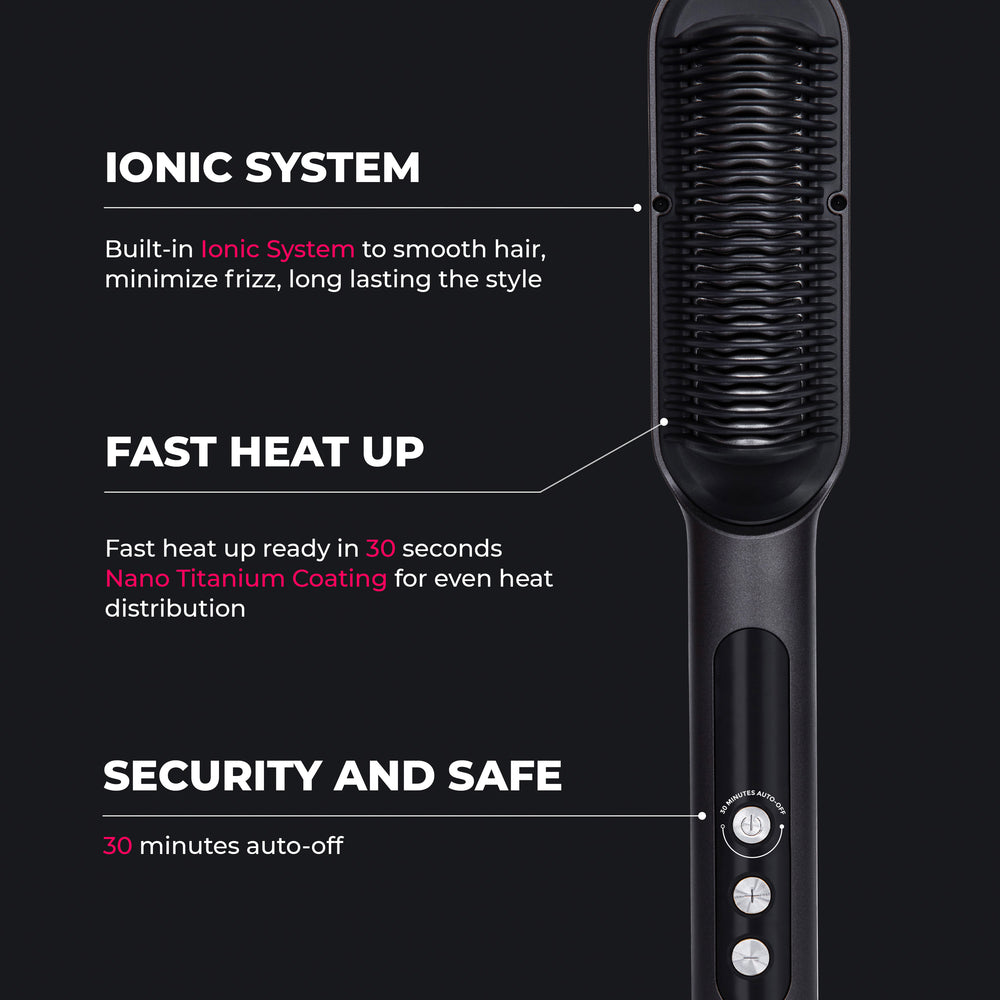 IONIC SYSTEM
Built-in Ionic System to smooth hair,
minimize frizz, long lasting the style
FAST HEAT UP
Fast heat up ready in 30 seconds
Nano Titanium Coating for even heat
distribution
SECURITY AND SAFE
30 minutes auto-off
30 MINUTES AUTO-OFF